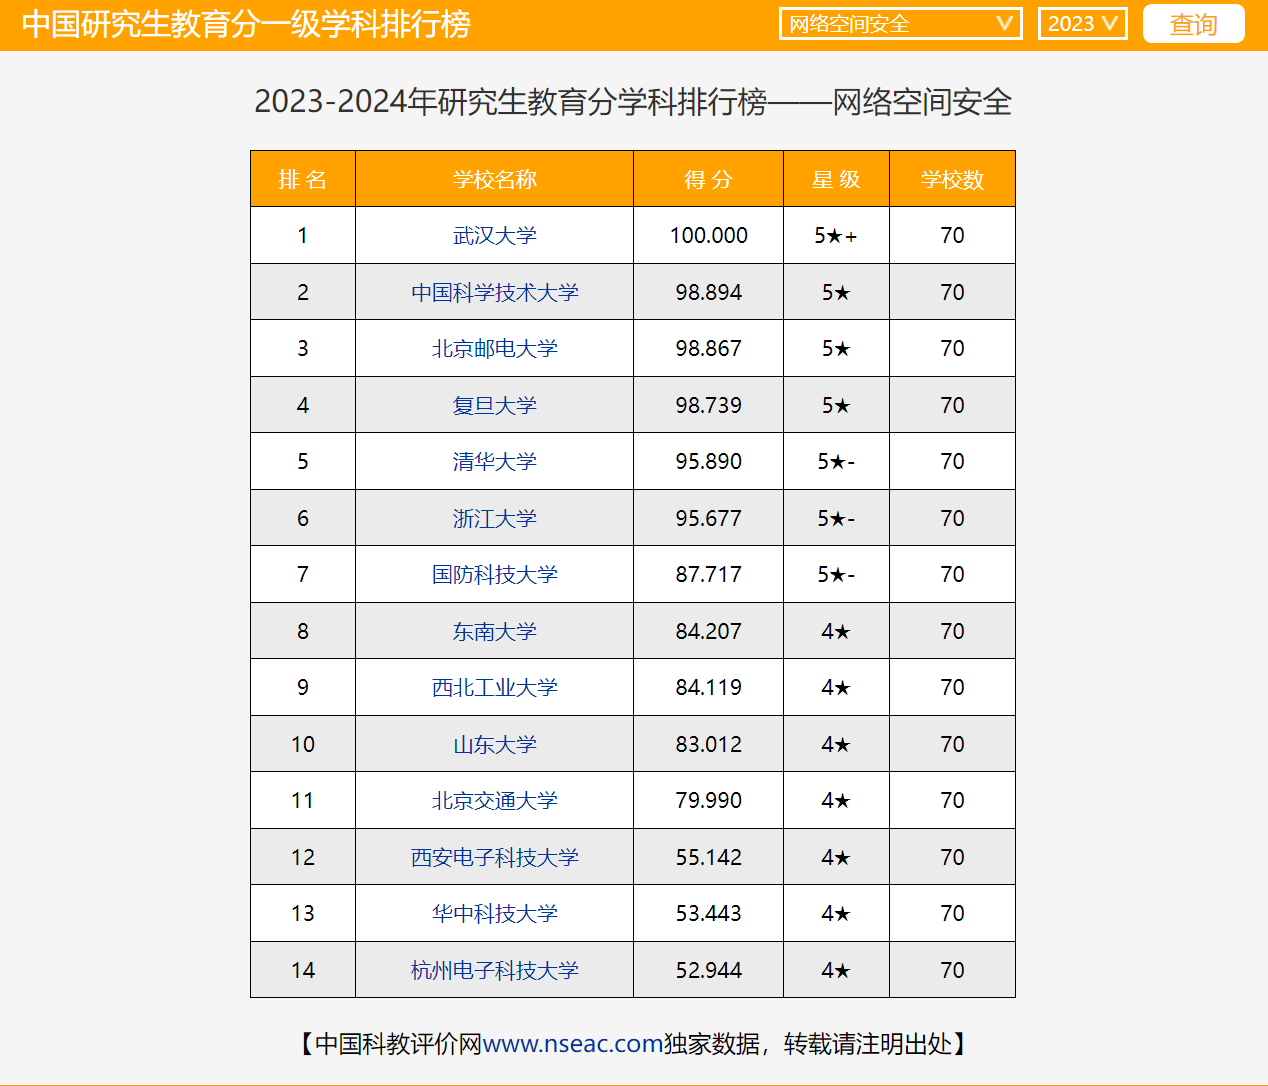 中国研究生教育分一级学科排行榜 网络空间安全 2023 查询
2023-2024年研究生教育分学科排行榜——网络空间安全
排 名 学校名称 得 分 星 级 学校数
1 武汉大学 100.000 5★+ 70
2 中国科学技术大学 98.894 5★ 70
3 北京邮电大学 98.867 5★ 70
4 复旦大学 98.739 5★ 70
5 清华大学 95.890 5★- 70
6 浙江大学 95.677 5★- 70
7 国防科技大学 87.717 5★- 70
8 东南大学 84.207 4★ 70
9 西北工业大学 84.119 4★ 70
10 山东大学 83.012 4★ 70
11 北京交通大学 79.990 4★ 70
12 西安电子科技大学 55.142 4★ 70
13 华中科技大学 53.443 4★ 70
14 杭州电子科技大学 52.944 4★ 70
【中国科教评价网www.nseac.com独家数据，转载请注明出处】